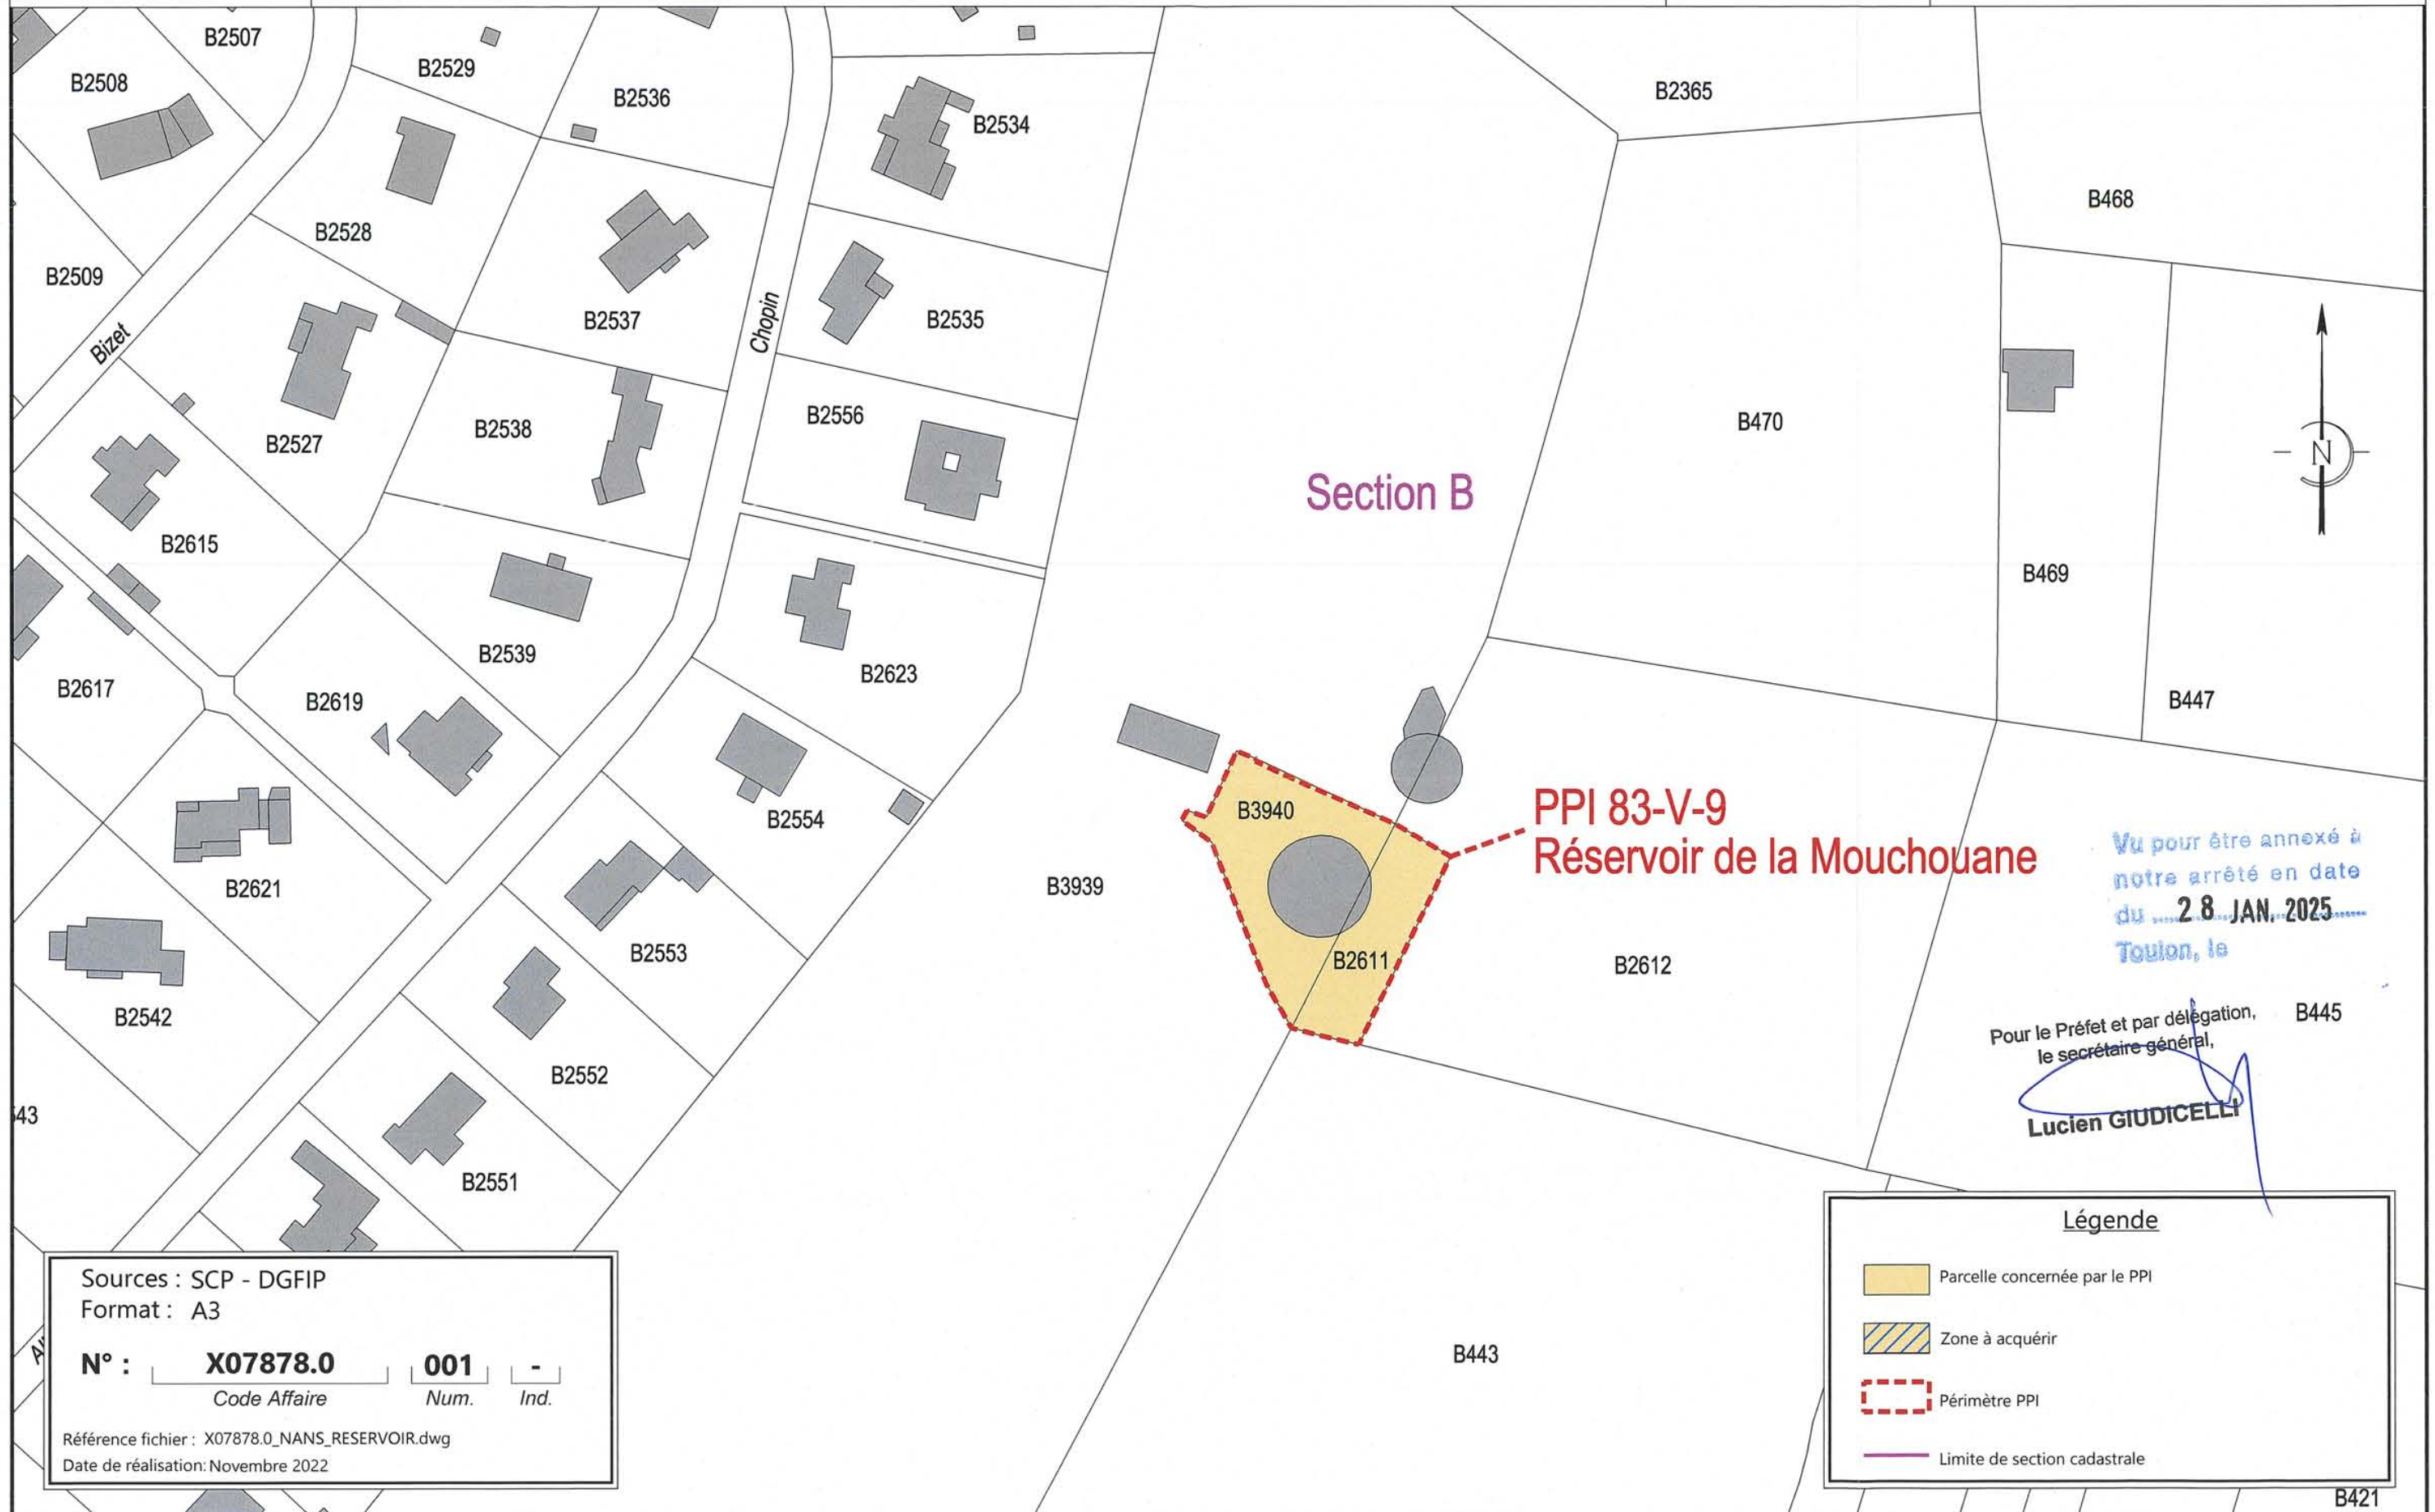 B2507
B2508
B2529
B2536
B2534
B2365
B468
B2509
B2528
B2537
Chopin
B2535
Bizet
B2527
B2538
B2556
B470
N
Section B
B2615
B469
B2539
B2623
B2617
B2619
B447
B2554
B3940
PPI 83-V-9
Réservoir de la Mouchouane
B2621
B3939
Vu pour être annexé à
notre arrêté en date
du 28 JAN. 2025
Toulon, le
B2553
B2611
B2612
B2542
B445
Pour le Préfet et par délégation,
le secrétaire général,
Lucien GIUDICELLI
B2552
43
B2551
Sources : SCP - DGFIP
Format : A3
N° : X07878.0 001 -
Code Affaire Num. Ind.
Référence fichier : X07878.0_NANS_RESERVOIR.dwg
Date de réalisation: Novembre 2022
B443
Légende
Parcelle concernée par le PPI
Zone à acquérir
Périmètre PPI
Limite de section cadastrale
B421